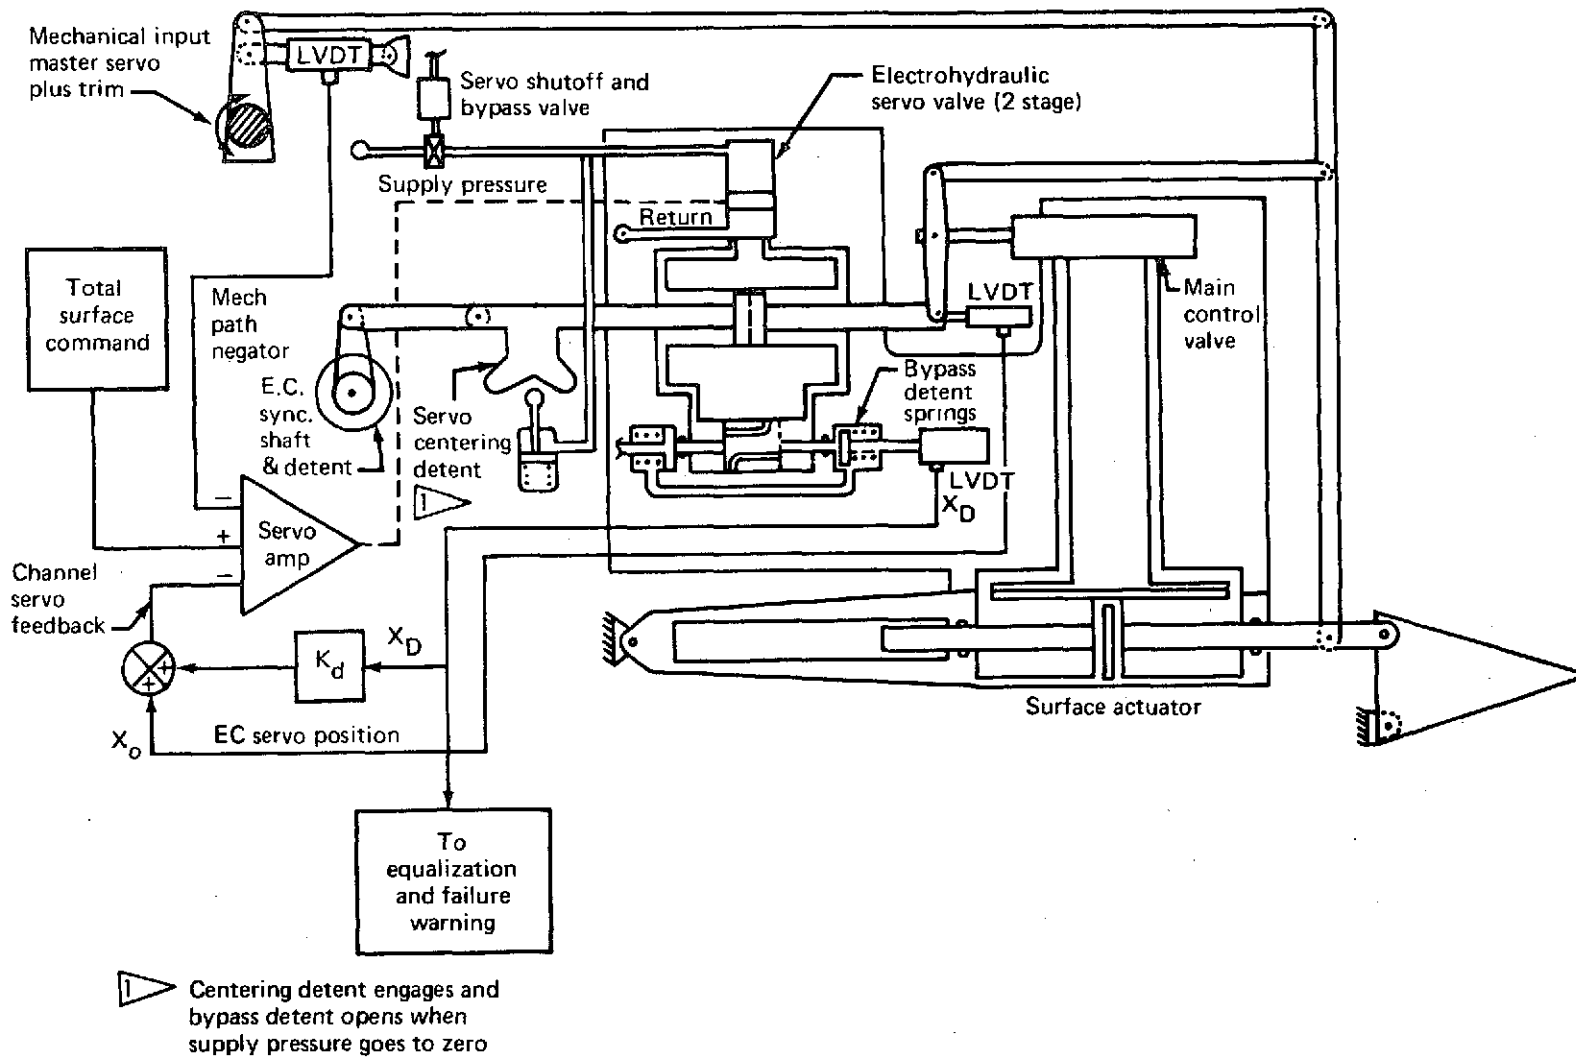 Mechanical input
master servo
plus trim
LVDT
Servo shutoff and
bypass valve
Electrohydraulic
servo valve (2 stage)
Supply pressure
Return
Total
surface
command
Mech
path
negator
LVDT
Main
control
valve
E.C.
sync.
shaft
& detent
Servo
centering
detent
1
Bypass
detent
springs
LVDT
X_D
−
+
−
Servo
amp
Channel
servo
feedback
X_D
K_d
+
+
X_o
EC servo position
Surface actuator
To
equalization
and failure
warning
1 Centering detent engages and
bypass detent opens when
supply pressure goes to zero